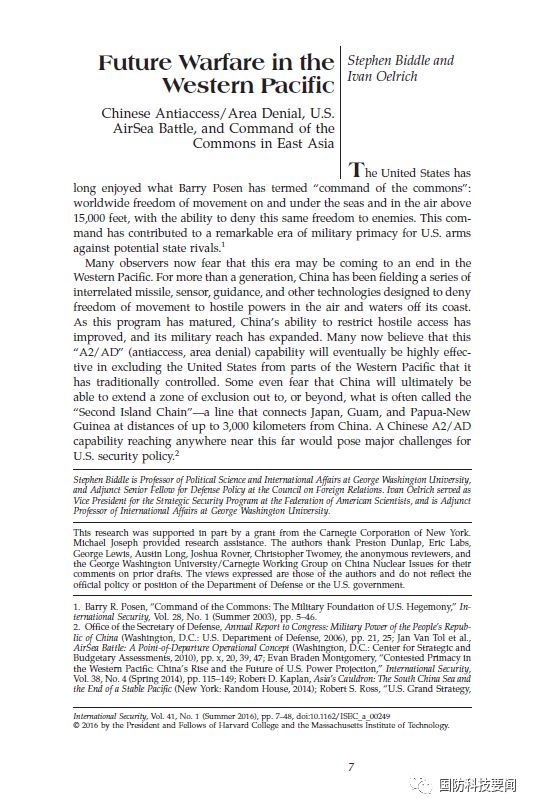 Future Warfare in the
Western Pacific
Chinese Antiaccess/Area Denial, U.S.
AirSea Battle, and Command of the
Commons in East Asia
Stephen Biddle and
Ivan Oelrich
The United States has
long enjoyed what Barry Posen has termed “command of the commons”:
worldwide freedom of movement on and under the seas and in the air above
15,000 feet, with the ability to deny this same freedom to enemies. This com-
mand has contributed to a remarkable era of military primacy for U.S. arms
against potential state rivals.1
Many observers now fear that this era may be coming to an end in the
Western Pacific. For more than a generation, China has been fielding a series of
interrelated missile, sensor, guidance, and other technologies designed to deny
freedom of movement to hostile powers in the air and waters off its coast.
As this program has matured, China’s ability to restrict hostile access has
improved, and its military reach has expanded. Many now believe that this
“A2/AD” (antiaccess, area denial) capability will eventually be highly effec-
tive in excluding the United States from parts of the Western Pacific that it
has traditionally controlled. Some even fear that China will ultimately be
able to extend a zone of exclusion out to, or beyond, what is often called the
“Second Island Chain”—a line that connects Japan, Guam, and Papua-New
Guinea at distances of up to 3,000 kilometers from China. A Chinese A2/AD
capability reaching anywhere near this far would pose major challenges for
U.S. security policy.2
Stephen Biddle is Professor of Political Science and International Affairs at George Washington University,
and Adjunct Senior Fellow for Defense Policy at the Council on Foreign Relations. Ivan Oelrich served as
Vice President for the Strategic Security Program at the Federation of American Scientists, and is Adjunct
Professor of International Affairs at George Washington University.
This research was supported in part by a grant from the Carnegie Corporation of New York.
Michael Joseph provided research assistance. The authors thank Preston Dunlap, Eric Labs,
George Lewis, Austin Long, Joshua Rovner, Christopher Twomey, the anonymous reviewers, and
the George Washington University/Carnegie Working Group on China Nuclear Issues for their
comments on prior drafts. The views expressed are those of the authors and do not reflect the
official policy or position of the Department of Defense or the U.S. government.
1. Barry R. Posen, “Command of the Commons: The Military Foundation of U.S. Hegemony,” In-
ternational Security, Vol. 28, No. 1 (Summer 2003), pp. 5–46.
2. Office of the Secretary of Defense, Annual Report to Congress: Military Power of the People’s Repub-
lic of China (Washington, D.C.: U.S. Department of Defense, 2006), pp. 21, 25; Jan Van Tol et al.,
AirSea Battle: A Point-of-Departure Operational Concept (Washington, D.C.: Center for Strategic and
Budgetary Assessments, 2010), pp. x, 20, 39, 47; Evan Braden Montgomery, “Contested Primacy in
the Western Pacific: China’s Rise and the Future of U.S. Power Projection,” International Security,
Vol. 38, No. 4 (Spring 2014), pp. 115–149; Robert D. Kaplan, Asia’s Cauldron: The South China Sea and
the End of a Stable Pacific (New York: Random House, 2014); Robert S. Ross, “U.S. Grand Strategy,
International Security, Vol. 41, No. 1 (Summer 2016), pp. 7–48, doi:10.1162/ISEC_a_00249
© 2016 by the President and Fellows of Harvard College and the Massachusetts Institute of Technology.
7
国防科技要闻